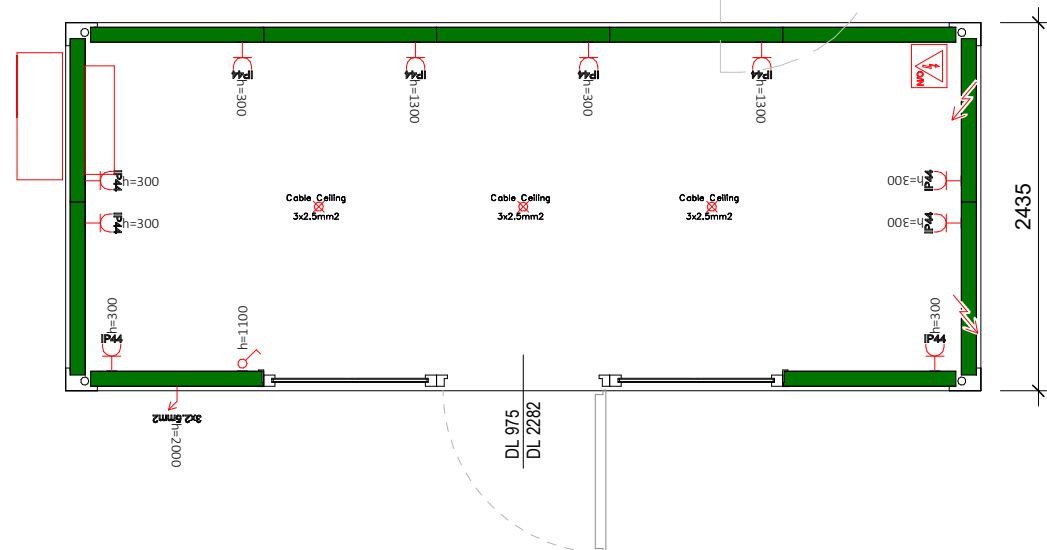 IP44
h=300
IP44
h=1300
IP44
h=300
IP44
h=1300
N/O
IP44
h=300
IP44
h=300
Cable Ceiling
3x2.5mm2
Cable Ceiling
3x2.5mm2
Cable Ceiling
3x2.5mm2
IP44
h=300
IP44
h=300
2435
h=300
IP44
h=1100
h=300
IP44
3x2.5mm2
h=2000
DL 975
DL 2282